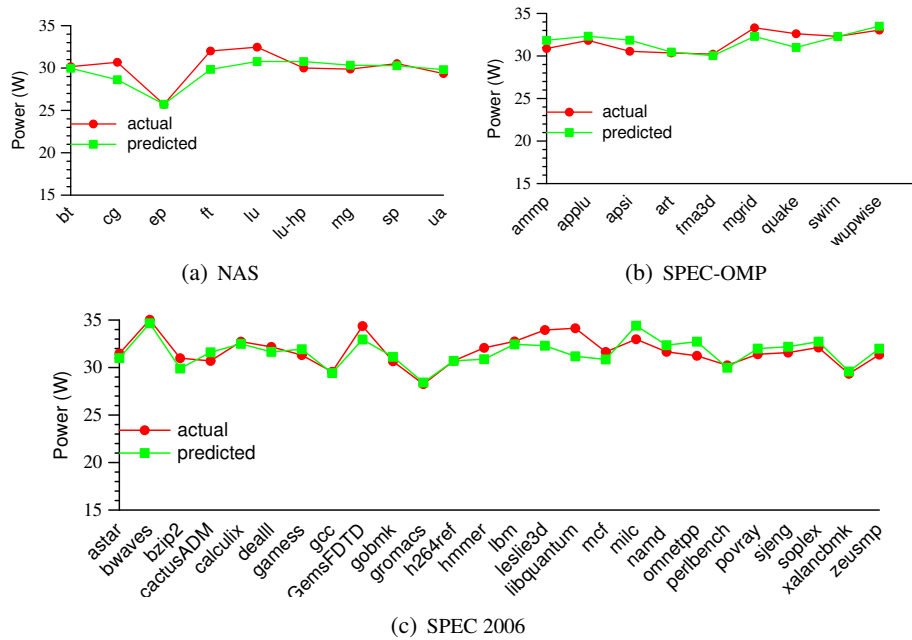 35
30
25
20
15
Power (W)
actual
predicted
bt
cg
ep
ft
lu
lu-hp
mg
sp
ua
(a) NAS
35
30
25
20
15
Power (W)
actual
predicted
ammp
applu
apsi
art
fma3d
mgrid
quake
swim
wupwise
(b) SPEC-OMP
35
30
25
20
15
Power (W)
actual
predicted
astar
bwaves
bzip2
cactusADM
calculix
dealII
gamess
gcc
GemsFDTD
gobmk
gromacs
h264ref
hmmer
lbm
leslie3d
libquantum
mcf
milc
namd
omnetpp
perlbench
povray
sjeng
soplex
xalancbmk
zeusmp
(c) SPEC 2006